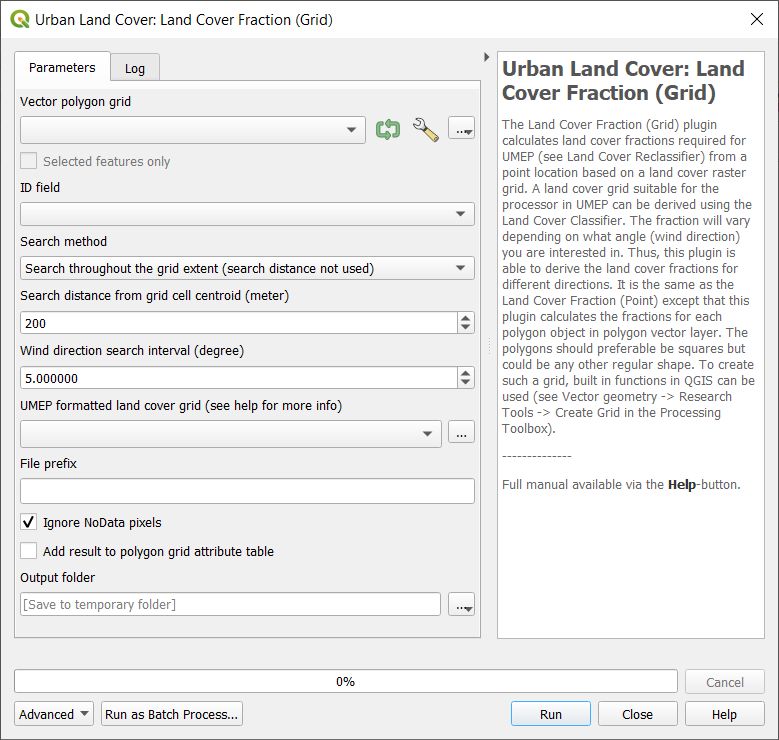 Urban Land Cover: Land Cover Fraction (Grid)
Parameters
Log
Vector polygon grid
...
Selected features only
ID field
Search method
Search throughout the grid extent (search distance not used)
Search distance from grid cell centroid (meter)
200
Wind direction search interval (degree)
5.000000
UMEP formatted land cover grid (see help for more info)
...
File prefix
Ignore NoData pixels
Add result to polygon grid attribute table
Output folder
[Save to temporary folder]
...
Urban Land Cover: Land
Cover Fraction (Grid)
The Land Cover Fraction (Grid) plugin
calculates land cover fractions required for
UMEP (see Land Cover Reclassifier) from a
point location based on a land cover raster
grid. A land cover grid suitable for the
processor in UMEP can be derived using the
Land Cover Classifier. The fraction will vary
depending on what angle (wind direction)
you are interested in. Thus, this plugin is
able to derive the land cover fractions for
different directions. It is the same as the
Land Cover Fraction (Point) except that this
plugin calculates the fractions for each
polygon object in polygon vector layer. The
polygons should preferable be squares but
could be any other regular shape. To create
such a grid, built in functions in QGIS can be
used (see Vector geometry -> Research
Tools -> Create Grid in the Processing
Toolbox).
--------------
Full manual available via the Help-button.
0%
Cancel
Advanced
Run as Batch Process...
Run
Close
Help